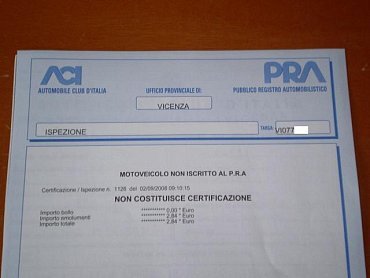 ACI
AUTOMOBILE CLUB D'ITALIA
UFFICIO PROVINCIALE DI:
VICENZA
PRA
PUBBLICO REGISTRO AUTOMOBILISTICO
ISPEZIONE
TARGA: VI077
MOTOVEICOLO NON ISCRITTO AL P.R.A
Certificazione / Ispezione n. 1128 del 02/09/2008 09:10:15
NON COSTITUISCE CERTIFICAZIONE
Importo bollo *********** 0,00 * Euro
Importo emolumenti *********** 2,84 * Euro
Importo totale *********** 2,84 * Euro